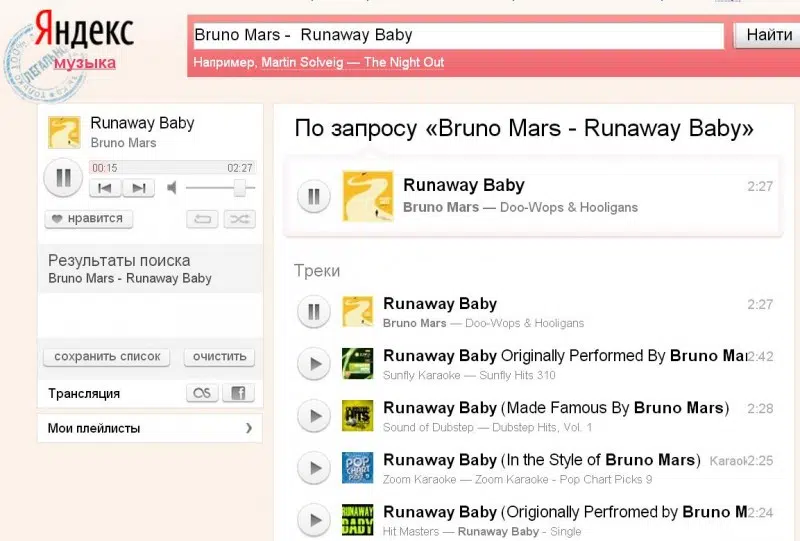 Яндекс
музыка
ЛЕГАЛЬНО
100%
Bruno Mars - Runaway Baby
Найти
Например, Martin Solveig — The Night Out
Runaway Baby
Bruno Mars
00:15
02:27
нравится
Результаты поиска
Bruno Mars - Runaway Baby
сохранить список
очистить
Трансляция
Мои плейлисты
По запросу «Bruno Mars - Runaway Baby»
Runaway Baby
2:27
Bruno Mars — Doo-Wops & Hooligans
Треки
Runaway Baby
2:27
Bruno Mars — Doo-Wops & Hooligans
Runaway Baby Originally Performed By Bruno Mar
2:42
Sunfly Karaoke — Sunfly Hits 310
Runaway Baby (Made Famous By Bruno Mars)
2:28
Sound of Dubstep — Dubstep Hits, Vol. 1
Runaway Baby (In the Style of Bruno Mars) Karaok
2:25
Zoom Karaoke — Zoom Karaoke - Pop Chart Picks 9
Runaway Baby (Origionally Perfromed by Bruno M
2:24
Hit Masters — Runaway Baby - Single